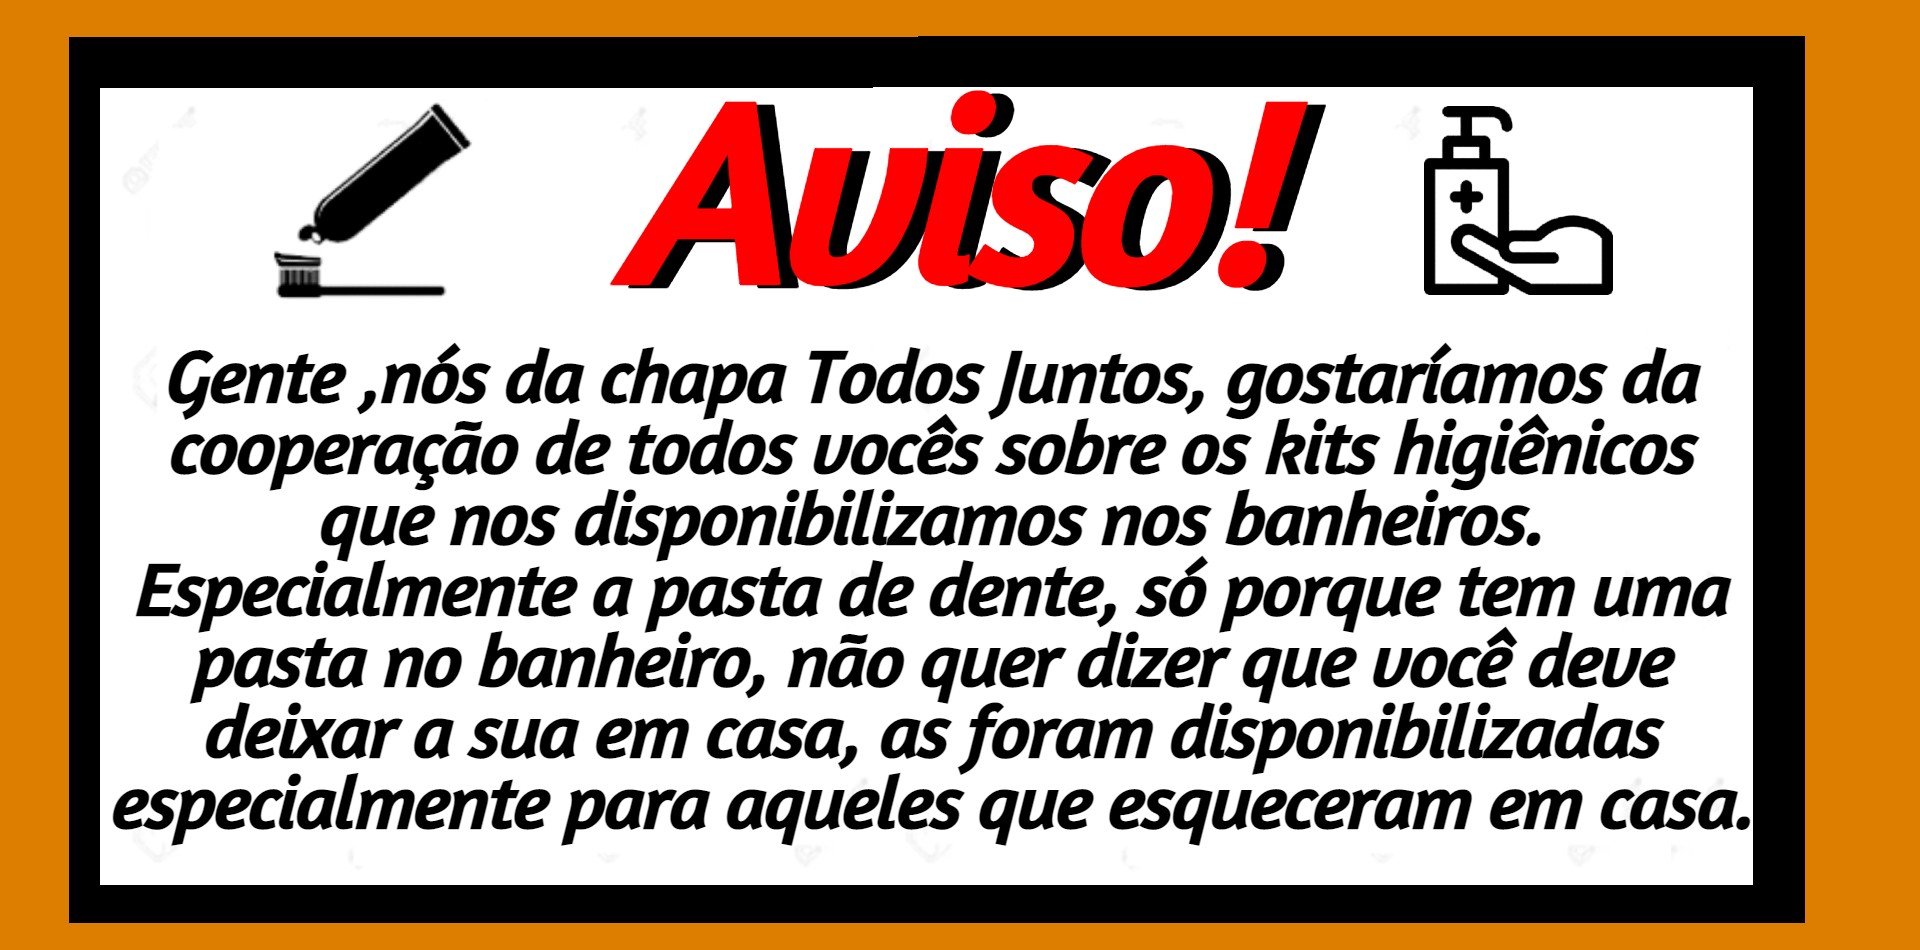 Aviso!
Gente ,nós da chapa Todos Juntos, gostaríamos da
cooperação de todos vocês sobre os kits higiênicos
que nos disponibilizamos nos banheiros.
Especialmente a pasta de dente, só porque tem uma
pasta no banheiro, não quer dizer que você deve
deixar a sua em casa, as foram disponibilizadas
especialmente para aqueles que esqueceram em casa.